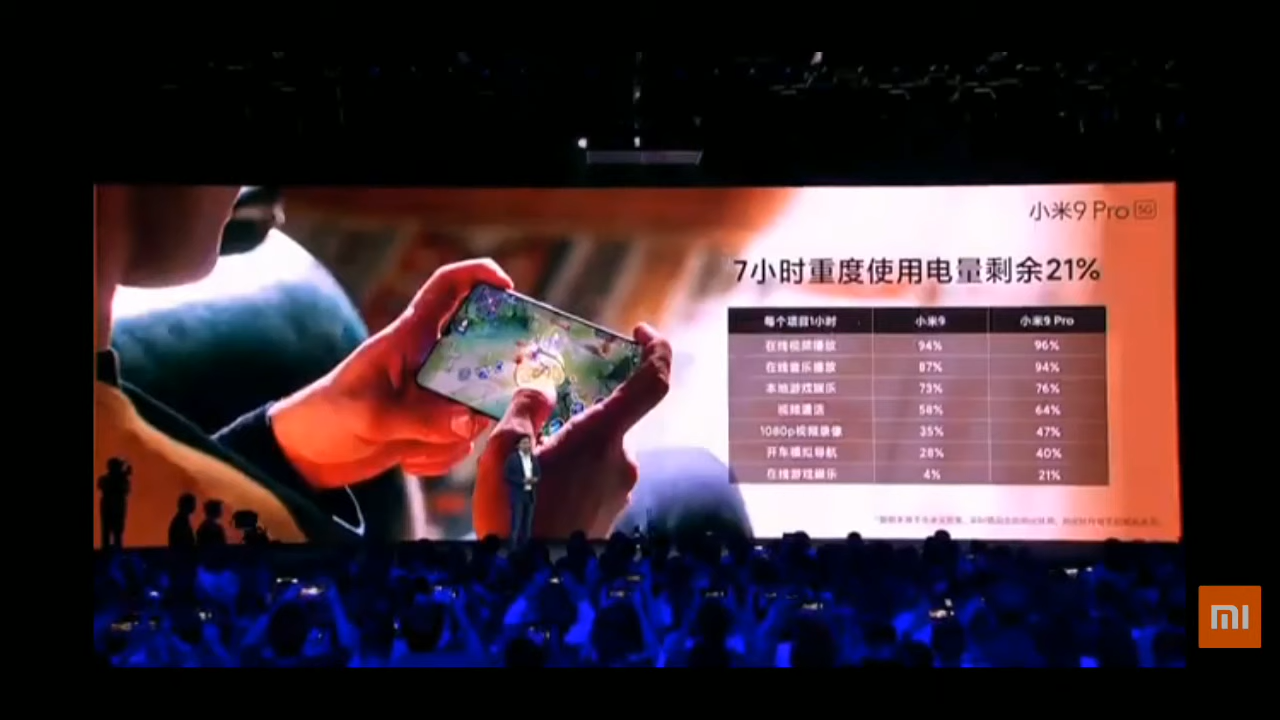 小米9 Pro 5G
7小时重度使用电量剩余21%
每个项目1小时 小米9 小米9 Pro
在线视频播放 94% 96%
在线音乐播放 87% 94%
本地游戏娱乐 73% 76%
视频通话 58% 64%
1080p视频录像 35% 47%
开车模拟导航 28% 40%
在线游戏娱乐 4% 21%
MI